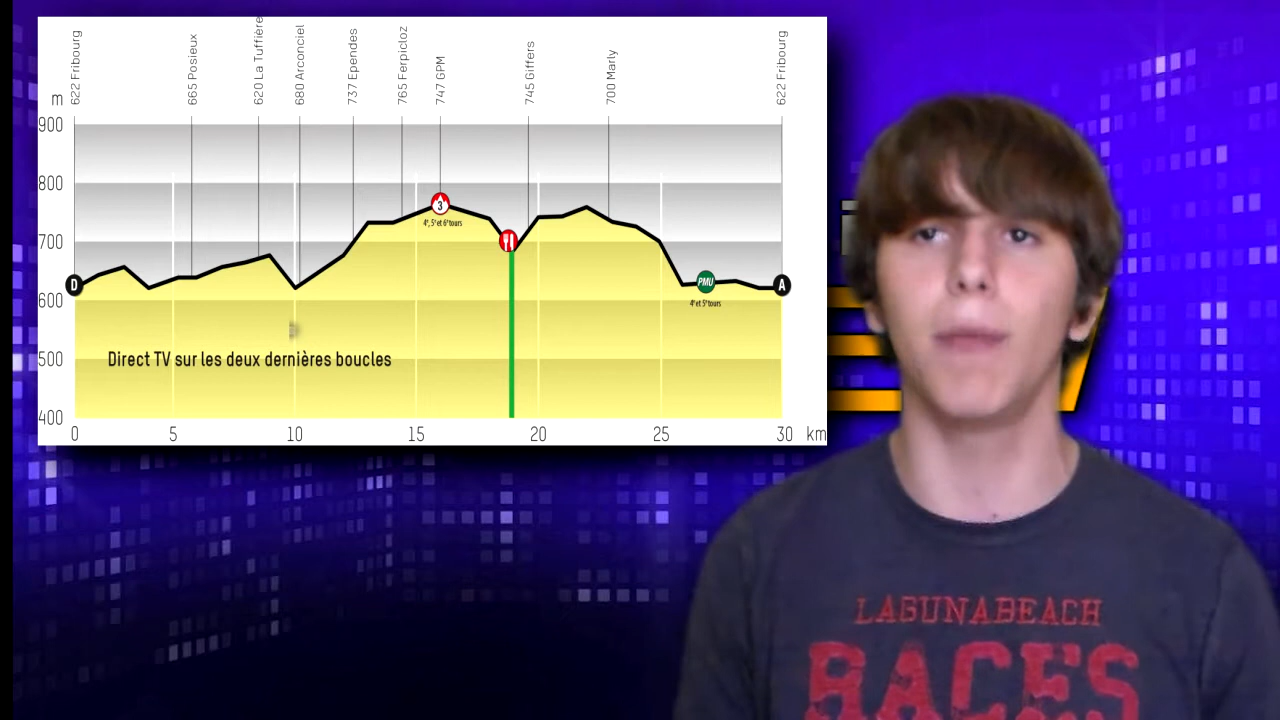 622 Fribourg
665 Posieux
620 La Tuffière
680 Arconciel
737 Ependes
765 Ferpicloz
747 GPM
745 Giffers
700 Marly
622 Fribourg
m
900
800
700
600
500
400
D
3
4ᵉ, 5ᵉ et 6ᵉ tours
PMU
4ᵉ et 5ᵉ tours
A
Direct TV sur les deux dernières boucles
0 5 10 15 20 25 30 km
LAGUNABEACH
RACES